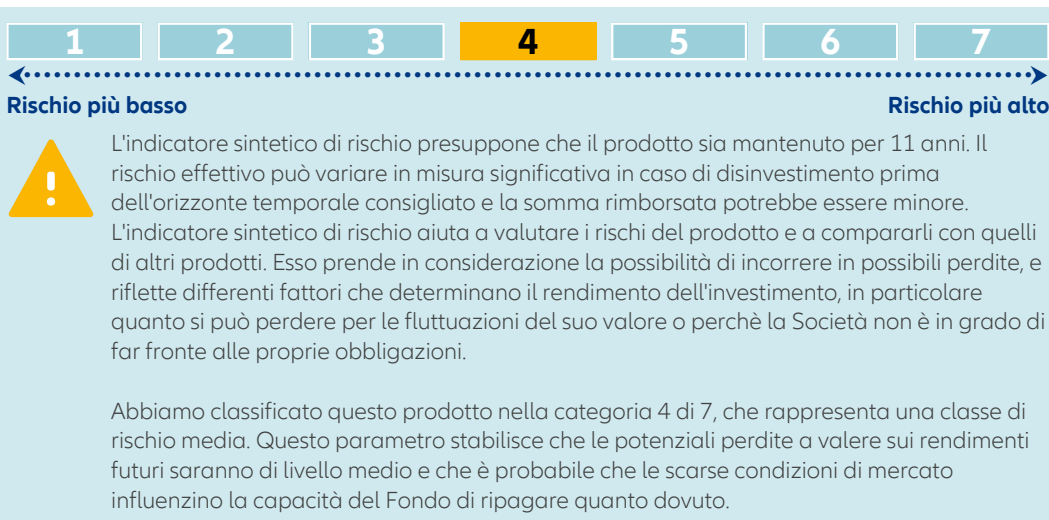 1 2 3 4 5 6 7
Rischio più basso Rischio più alto
L'indicatore sintetico di rischio presuppone che il prodotto sia mantenuto per 11 anni. Il
rischio effettivo può variare in misura significativa in caso di disinvestimento prima
dell'orizzonte temporale consigliato e la somma rimborsata potrebbe essere minore.
L'indicatore sintetico di rischio aiuta a valutare i rischi del prodotto e a compararli con quelli
di altri prodotti. Esso prende in considerazione la possibilità di incorrere in possibili perdite, e
riflette differenti fattori che determinano il rendimento dell'investimento, in particolare
quanto si può perdere per le fluttuazioni del suo valore o perchè la Società non è in grado di
far fronte alle proprie obbligazioni.
Abbiamo classificato questo prodotto nella categoria 4 di 7, che rappresenta una classe di
rischio media. Questo parametro stabilisce che le potenziali perdite a valere sui rendimenti
futuri saranno di livello medio e che è probabile che le scarse condizioni di mercato
influenzino la capacità del Fondo di ripagare quanto dovuto.